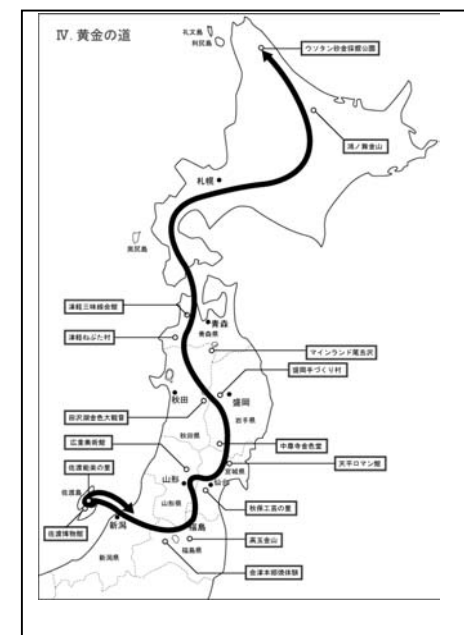 Ⅳ. 黄金の道
礼文島
利尻島
ウソタン砂金採掘公園
鴻ノ舞金山
札幌
奥尻島
津軽三味線会館
青森
青森県
津軽ねぷた村
マインランド尾去沢
盛岡手づくり村
秋田
盛岡
田沢湖金色大観音
岩手県
秋田県
広重美術館
中尊寺金色堂
佐渡能楽の里
天平ロマン館
宮城県
山形
仙台
佐渡島
山形県
秋保工芸の里
新潟
福島
佐渡博物館
高玉金山
福島県
新潟県
会津本郷焼体験